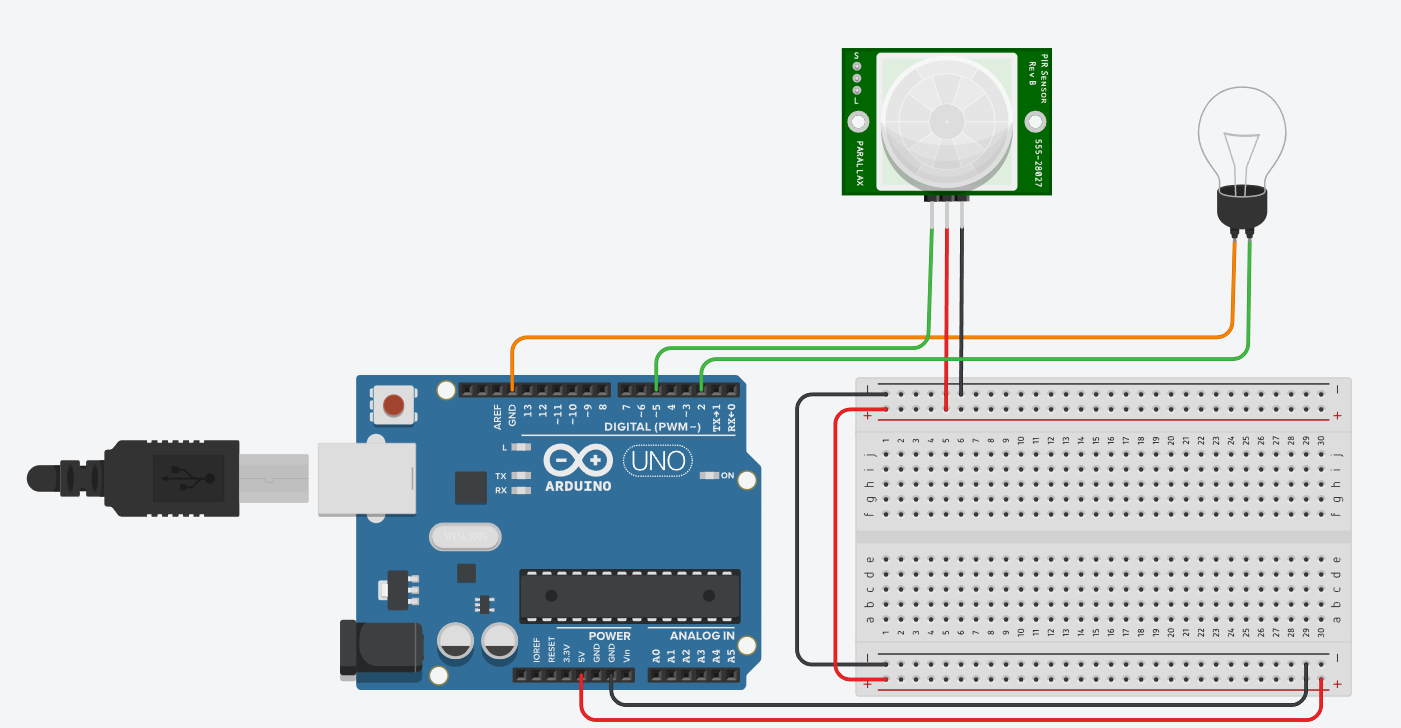 S
L
PARALLAX
PIR SENSOR
REV B
555-28027
AREF
GND
13
12
~11
~10
~9
8
7
~6
~5
4
~3
2
TX→1
RX←0
DIGITAL (PWM~)
L
TX
RX
ARDUINO
UNO
ON
POWER
ANALOG IN
IOREF
RESET
3.3V
5V
GND
GND
Vin
A0
A1
A2
A3
A4
A5
− −
+ +
1 2 3 4 5 6 7 8 9 10 11 12 13 14 15 16 17 18 19 20 21 22 23 24 25 26 27 28 29 30
j j
i i
h h
g g
f f
e e
d d
c c
b b
a a
1 2 3 4 5 6 7 8 9 10 11 12 13 14 15 16 17 18 19 20 21 22 23 24 25 26 27 28 29 30
− −
+ +